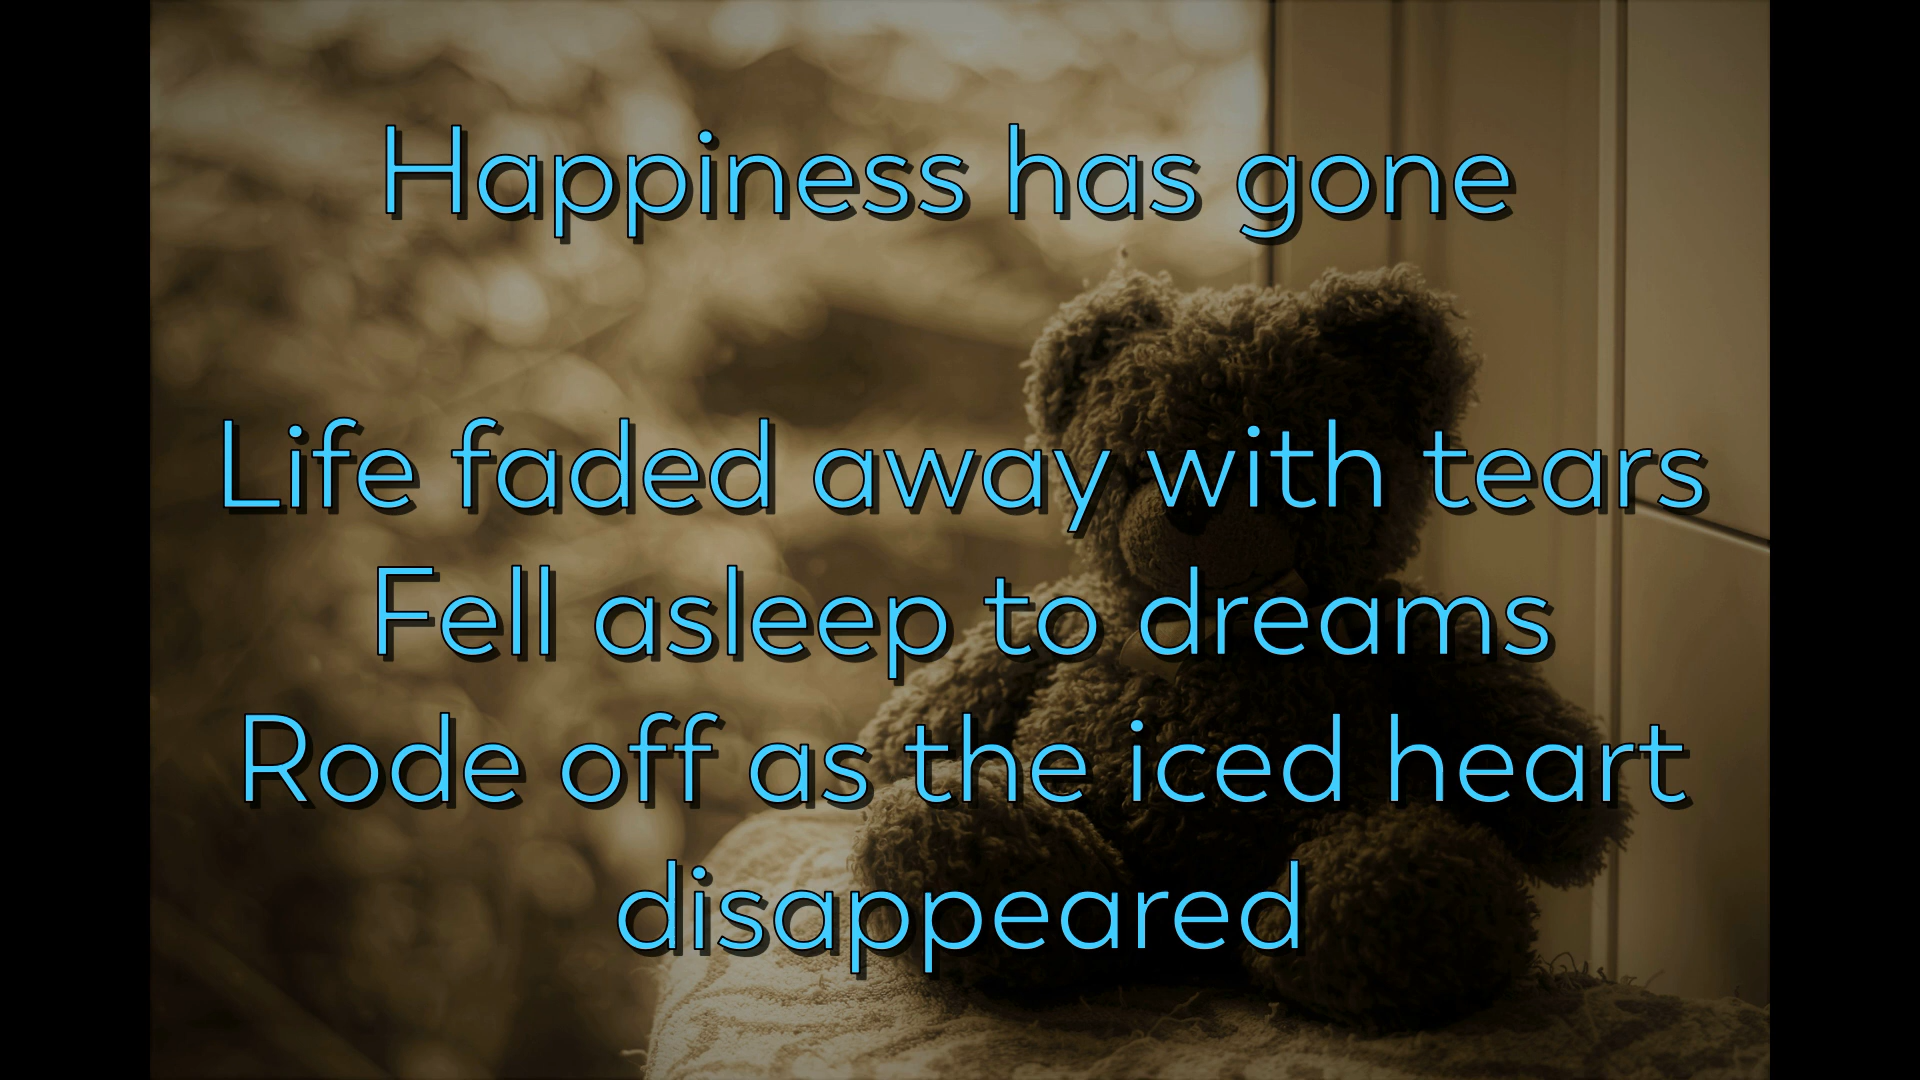 Happiness has gone
Life faded away with tears
Fell asleep to dreams
Rode off as the iced heart
disappeared